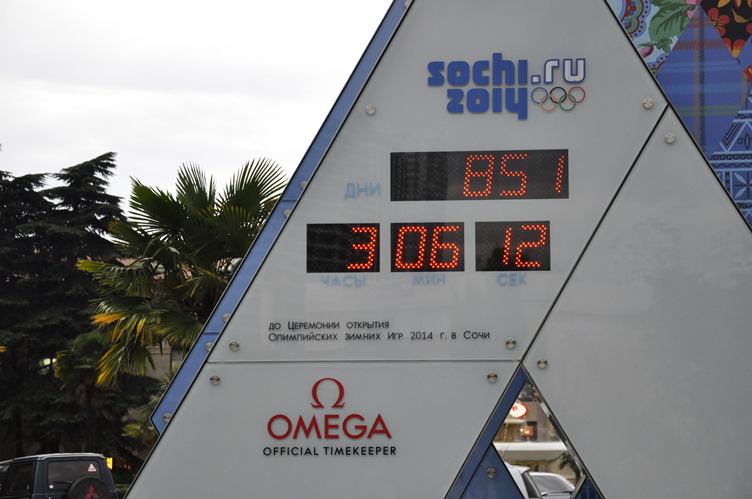 sochi.ru
2014
ДНИ 851
3 06 12
ЧАСЫ МИН СЕК
ДО ЦЕРЕМОНИИ ОТКРЫТИЯ
ОЛИМПИЙСКИХ ЗИМНИХ ИГР 2014 Г. В СОЧИ
Ω
OMEGA
OFFICIAL TIMEKEEPER